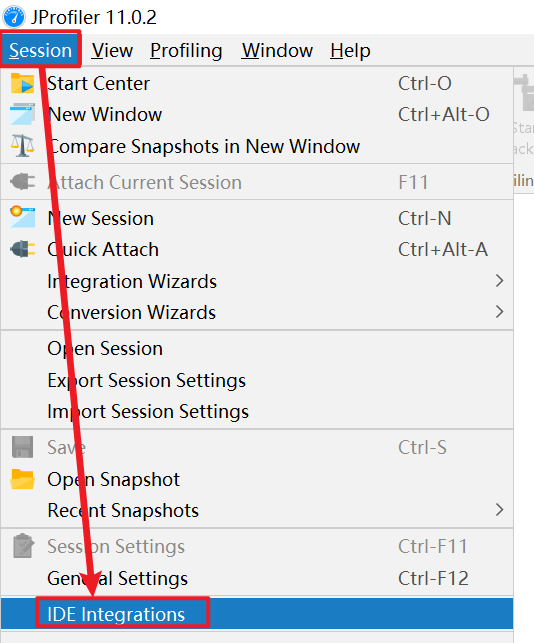 JProfiler 11.0.2
Session View Profiling Window Help
Start Center Ctrl-O
New Window Ctrl+Alt-O
Compare Snapshots in New Window
Attach Current Session F11
New Session Ctrl-N
Quick Attach Ctrl+Alt-A
Integration Wizards
Conversion Wizards
Open Session
Export Session Settings
Import Session Settings
Save Ctrl-S
Open Snapshot
Recent Snapshots
Session Settings Ctrl-F11
General Settings Ctrl-F12
IDE Integrations